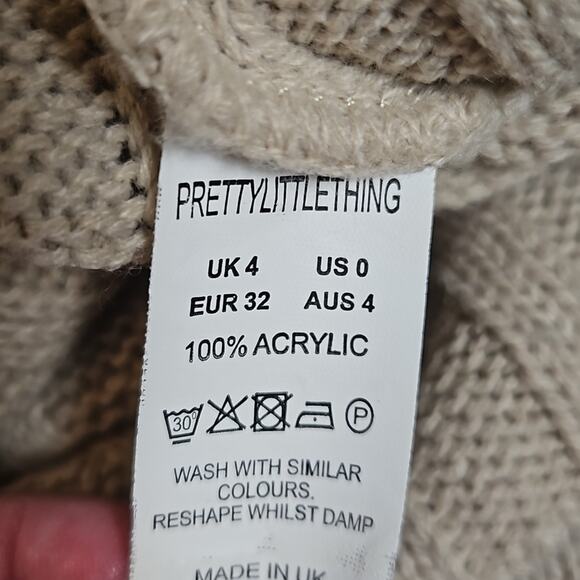 PRETTYLITTLETHING
UK 4 US 0
EUR 32 AUS 4
100% ACRYLIC
30° P
WASH WITH SIMILAR
COLOURS.
RESHAPE WHILST DAMP
MADE IN UK